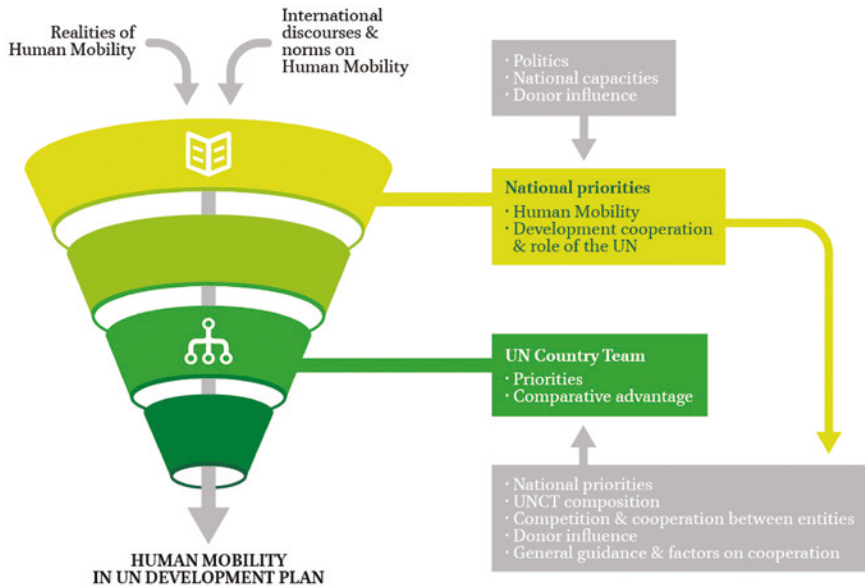 Realities of
Human Mobility
International
discourses &
norms on
Human Mobility
· Politics
· National capacities
· Donor influence
National priorities
· Human Mobility
· Development cooperation
& role of the UN
UN Country Team
· Priorities
· Comparative advantage
· National priorities
· UNCT composition
· Competition & cooperation between entities
· Donor influence
· General guidance & factors on cooperation
HUMAN MOBILITY
IN UN DEVELOPMENT PLAN